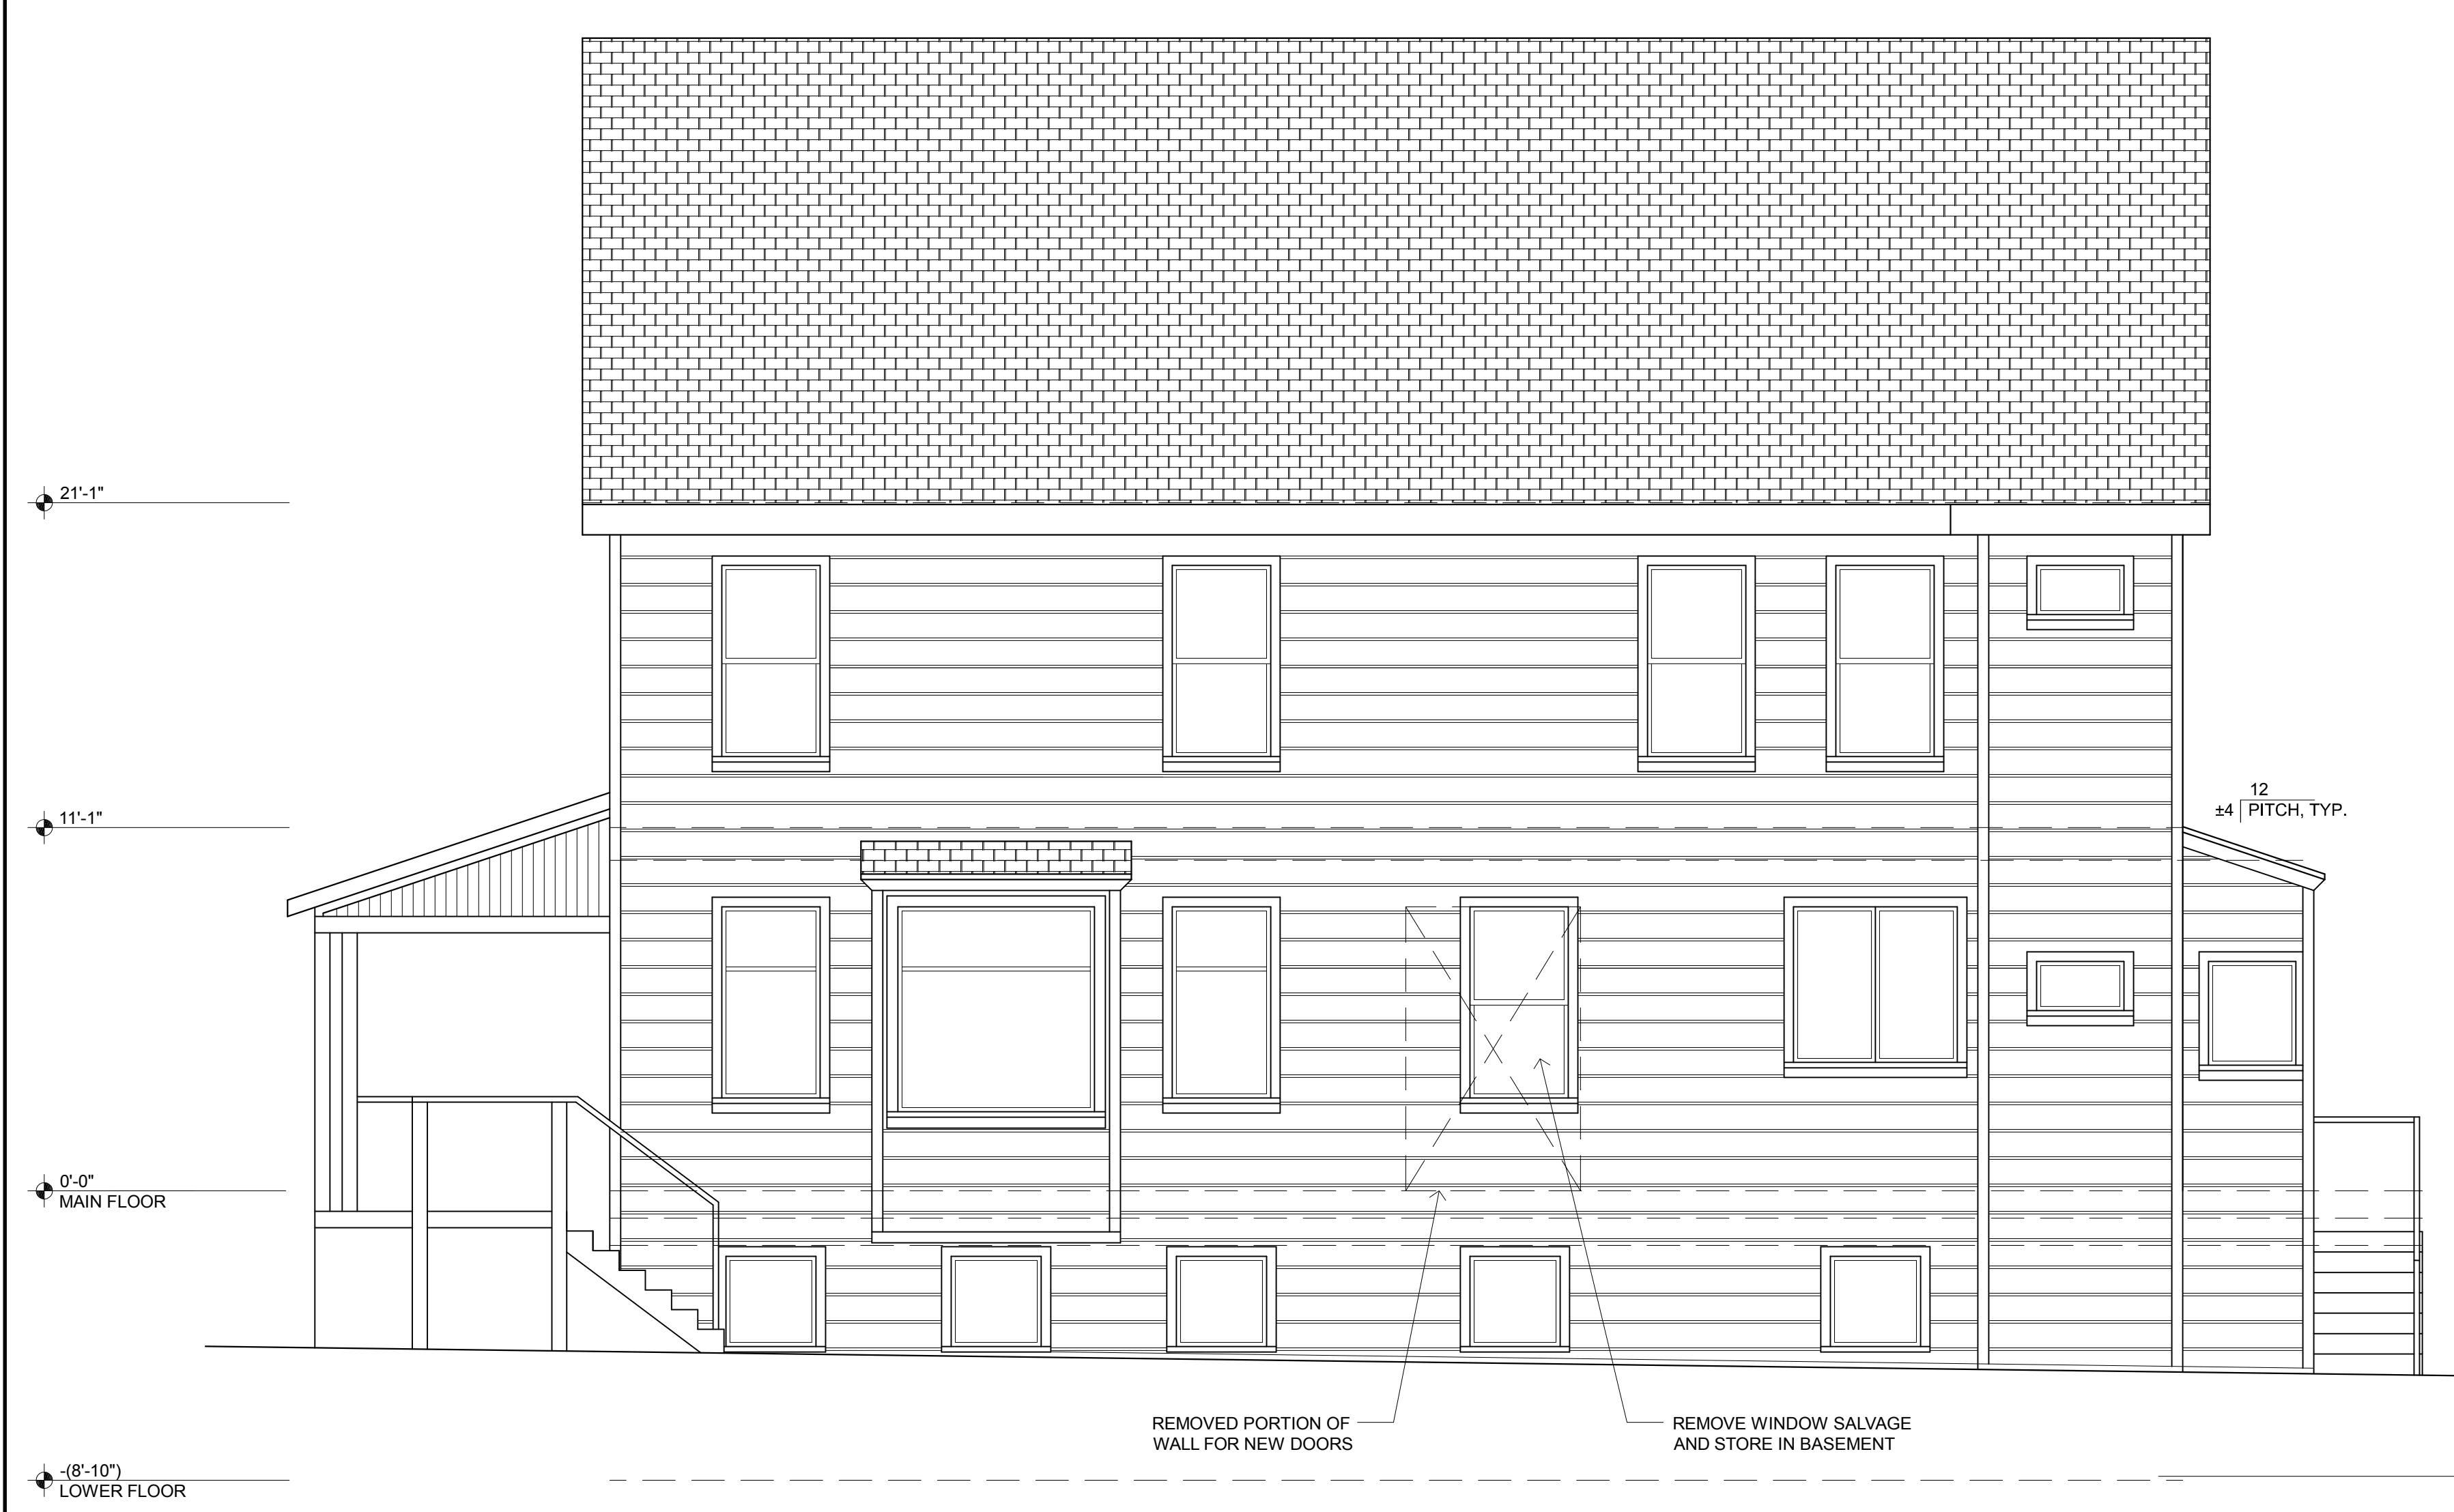 21'-1"
11'-1"
12
±4 PITCH, TYP.
0'-0"
MAIN FLOOR
REMOVED PORTION OF
WALL FOR NEW DOORS
REMOVE WINDOW SALVAGE
AND STORE IN BASEMENT
-(8'-10")
LOWER FLOOR